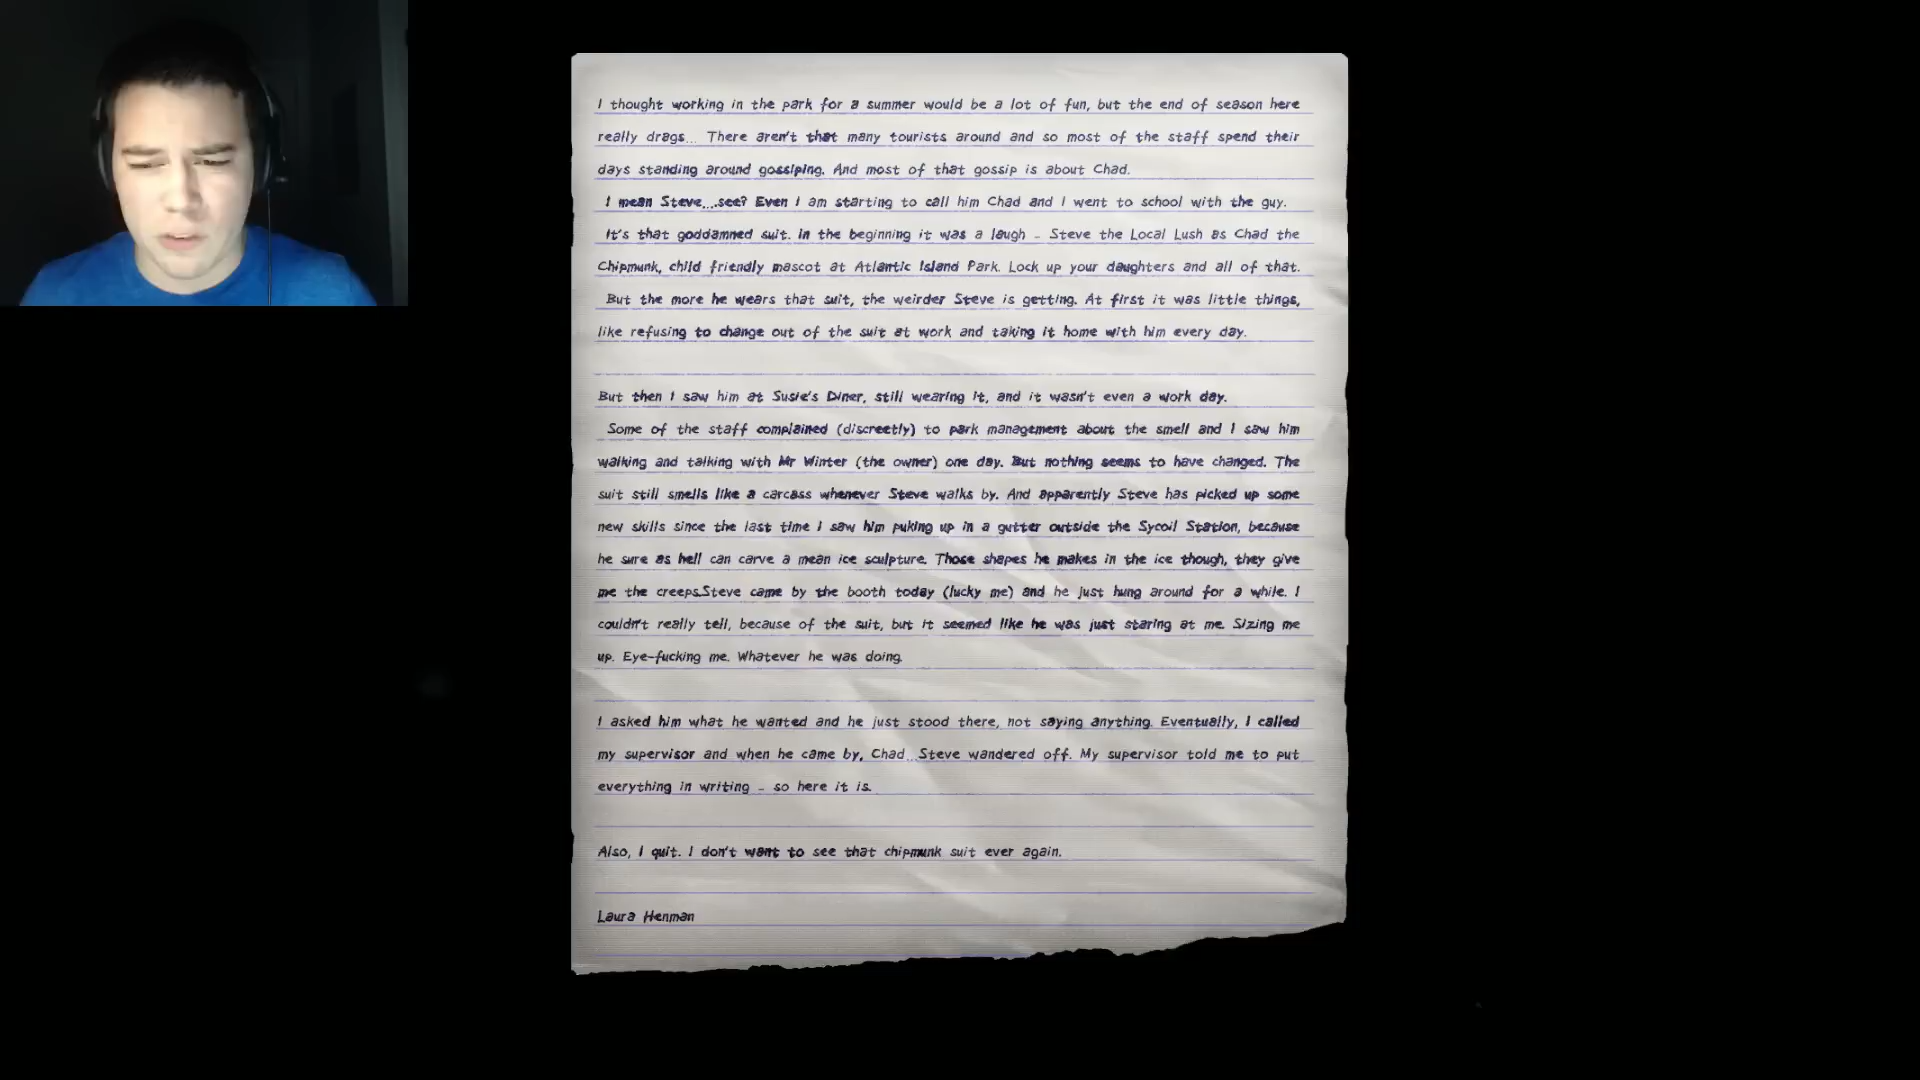 I thought working in the park for a summer would be a lot of fun, but the end of season here
really drags... There aren't that many tourists around and so most of the staff spend their
days standing around gossiping. And most of that gossip is about Chad.
I mean Steve...see? Even I am starting to call him Chad and I went to school with the guy.
It's that goddamned suit. In the beginning it was a laugh - Steve the Local Lush as Chad the
Chipmunk, child friendly mascot at Atlantic Island Park. Lock up your daughters and all of that.
But the more he wears that suit, the weirder Steve is getting. At first it was little things,
like refusing to change out of the suit at work and taking it home with him every day.
But then I saw him at Susie's Diner, still wearing it, and it wasn't even a work day.
Some of the staff complained (discreetly) to park management about the smell and I saw him
walking and talking with Mr Winter (the owner) one day. But nothing seems to have changed. The
suit still smells like a carcass whenever Steve walks by. And apparently Steve has picked up some
new skills since the last time I saw him puking up in a gutter outside the Sycoil Station, because
he sure as hell can carve a mean ice sculpture. Those shapes he makes in the ice though, they give
me the creeps.Steve came by the booth today (lucky me) and he just hung around for a while. I
couldn't really tell, because of the suit, but it seemed like he was just staring at me. Sizing me
up. Eye-fucking me. Whatever he was doing.
I asked him what he wanted and he just stood there, not saying anything. Eventually, I called
my supervisor and when he came by, Chad...Steve wandered off. My supervisor told me to put
everything in writing - so here it is.
Also, I quit. I don't want to see that chipmunk suit ever again.
Laura Henman